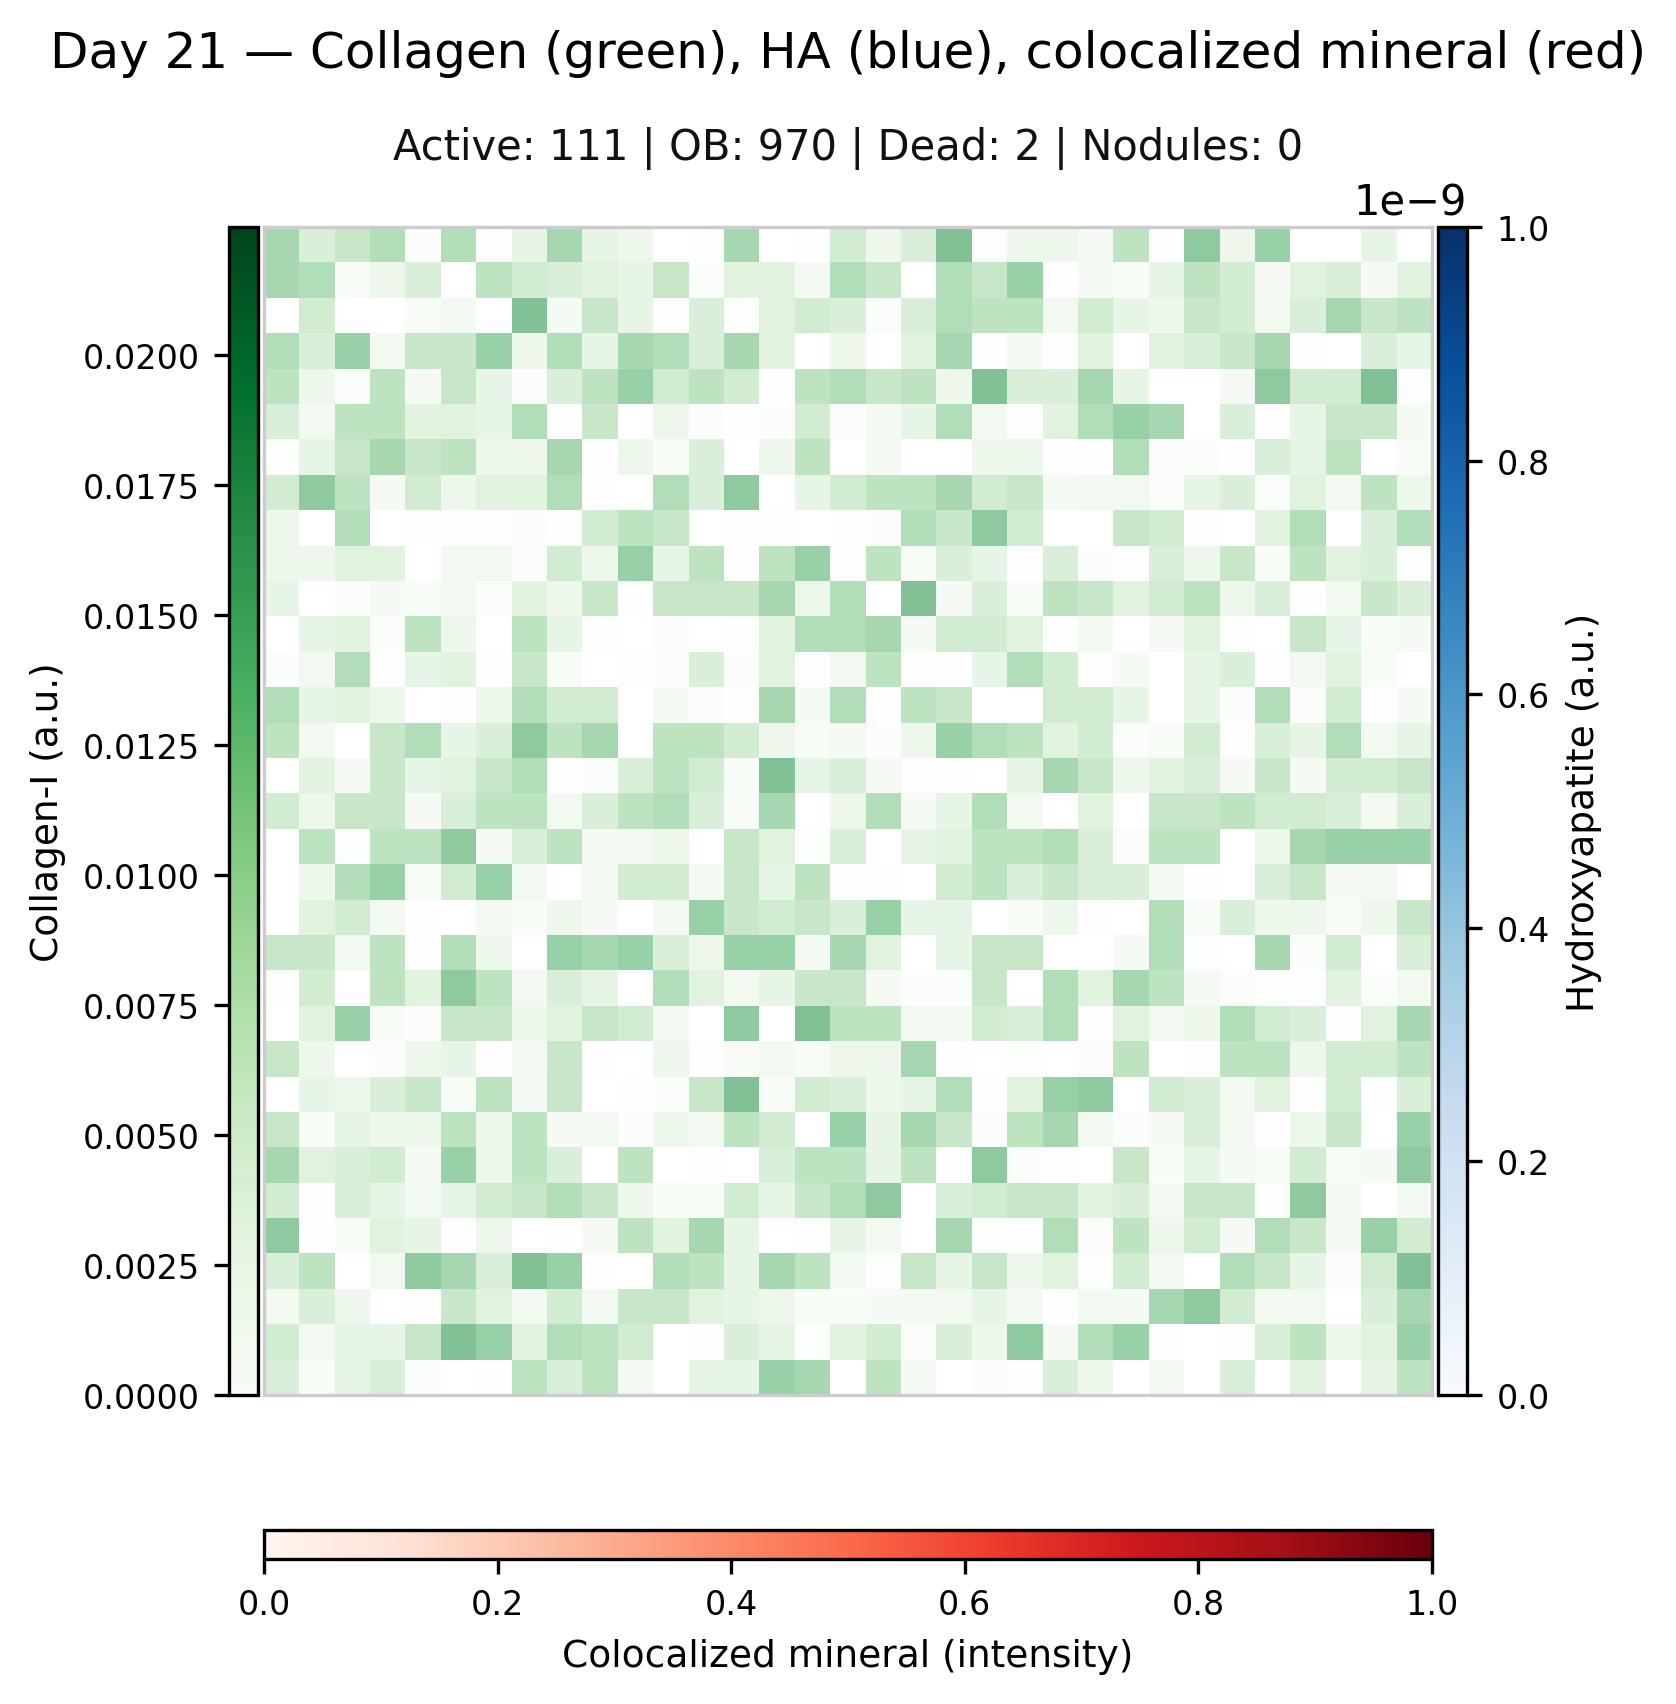 Day 21 — Collagen (green), HA (blue), colocalized mineral (red)
Active: 111 | OB: 970 | Dead: 2 | Nodules: 0
1e−9
Collagen-I (a.u.)
0.0200
0.0175
0.0150
0.0125
0.0100
0.0075
0.0050
0.0025
0.0000
1.0
0.8
0.6
0.4
0.2
0.0
Hydroxyapatite (a.u.)
0.0 0.2 0.4 0.6 0.8 1.0
Colocalized mineral (intensity)